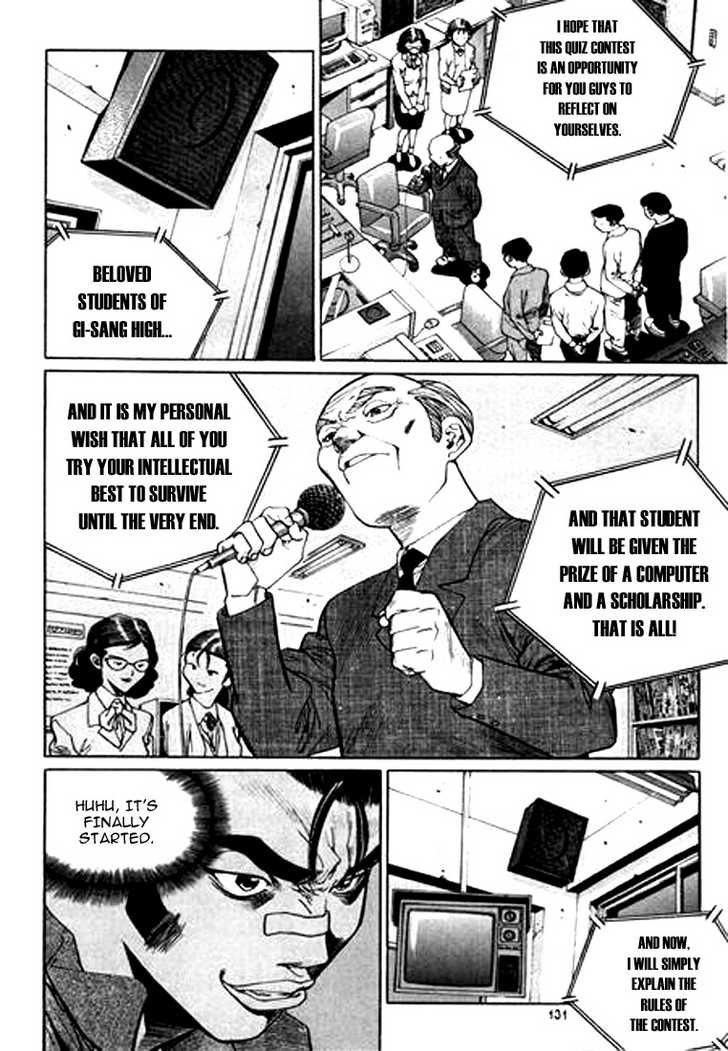 BELOVED
STUDENTS OF
GI-SANG HIGH...
I HOPE THAT
THIS QUIZ CONTEST
IS AN OPPORTUNITY
FOR YOU GUYS TO
REFLECT ON
YOURSELVES.
AND IT IS MY PERSONAL
WISH THAT ALL OF YOU
TRY YOUR INTELLECTUAL
BEST TO SURVIVE
UNTIL THE VERY END.
AND THAT STUDENT
WILL BE GIVEN THE
PRIZE OF A COMPUTER
AND A SCHOLARSHIP.
THAT IS ALL!
HUHU, IT'S
FINALLY
STARTED.
AND NOW,
I WILL SIMPLY
EXPLAIN THE
RULES OF
THE CONTEST.
131